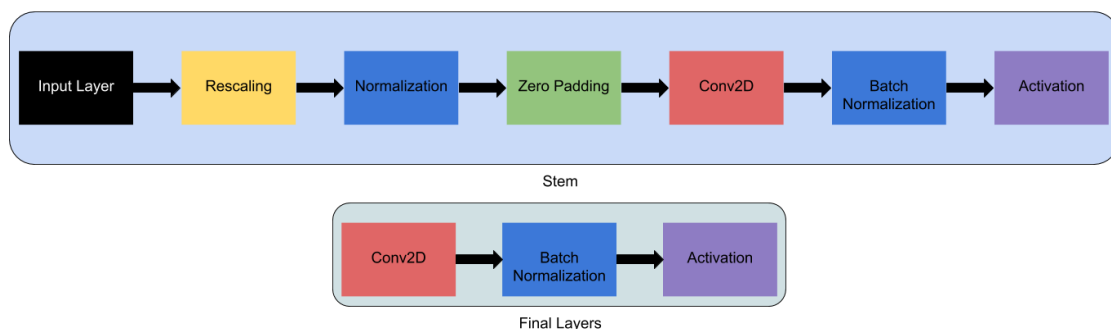 Input Layer
Rescaling
Normalization
Zero Padding
Conv2D
Batch
Normalization
Activation
Stem
Conv2D
Batch
Normalization
Activation
Final Layers